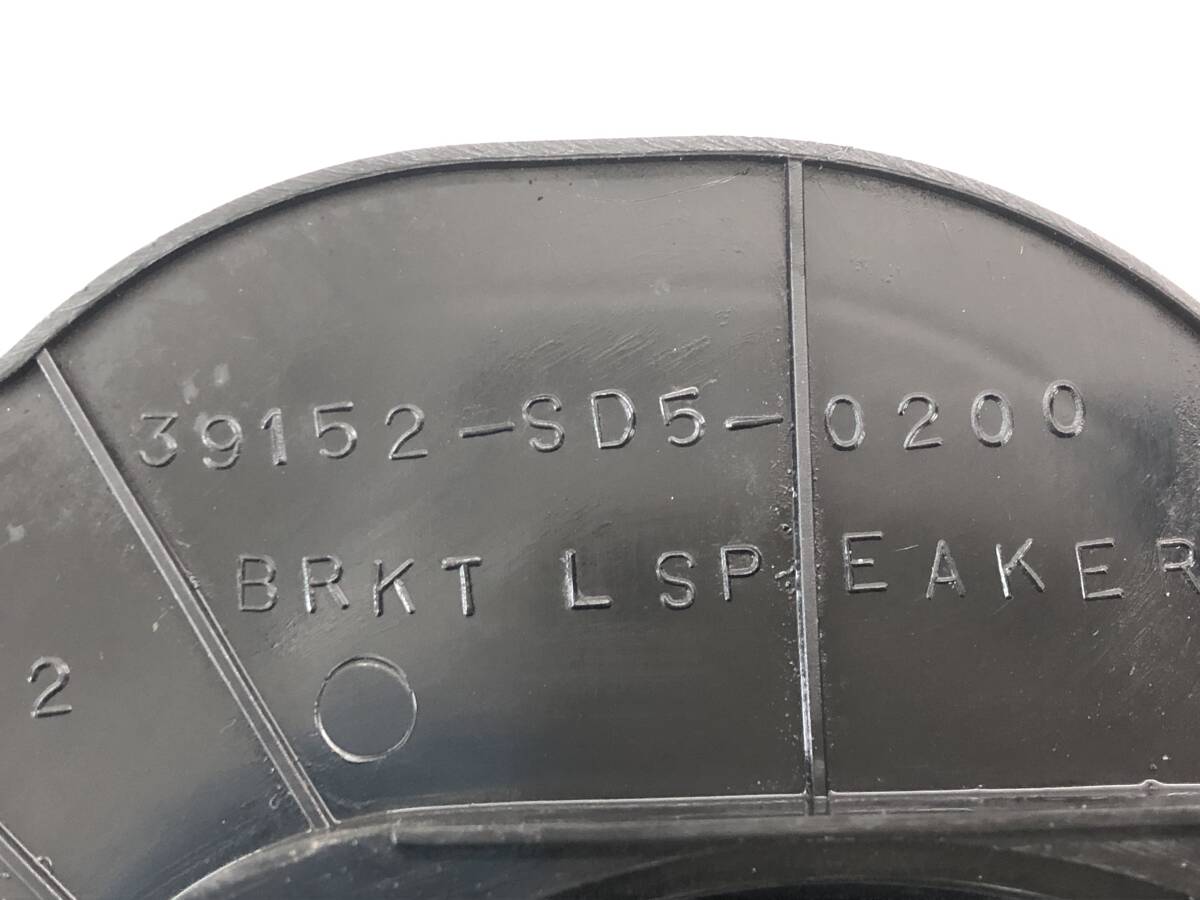 39152-SD5-0200
BRKT L SPEAKER
2